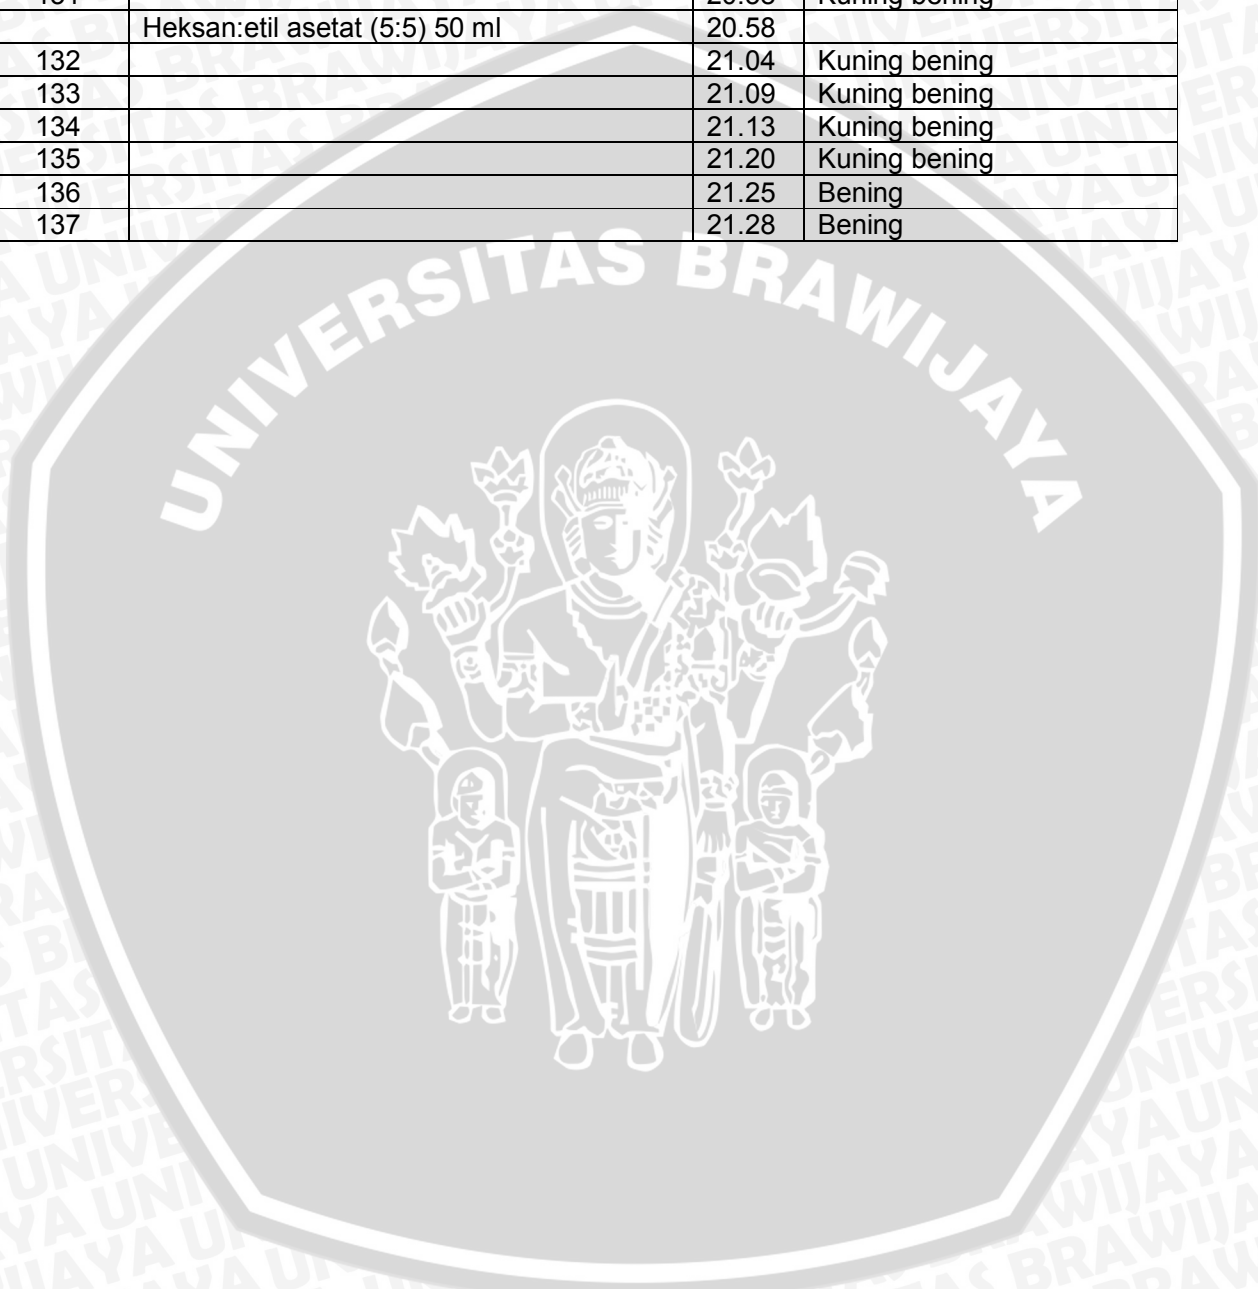 Heksan:etil asetat (5:5) 50 ml 20.58
132 21.04 Kuning bening
133 21.09 Kuning bening
134 21.13 Kuning bening
135 21.20 Kuning bening
136 21.25 Bening
137 21.28 Bening
UNIVERSITAS BRAWIJAYA